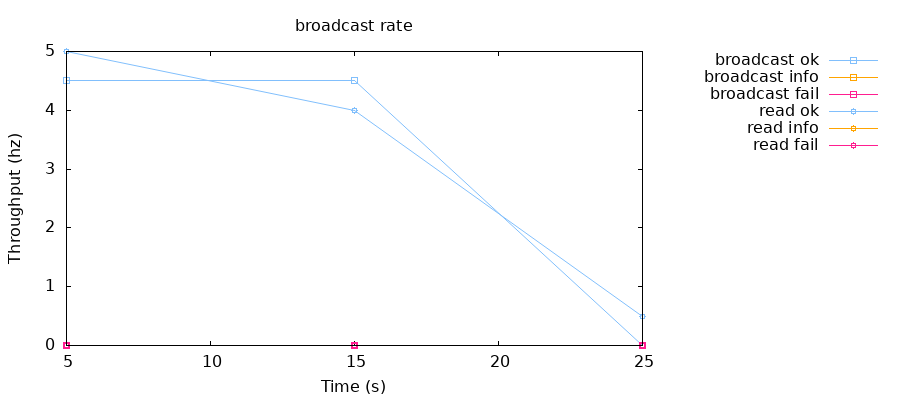 broadcast rate
5
4
3
2
1
0
Throughput (hz)
5
10
15
20
25
Time (s)
broadcast ok
broadcast info
broadcast fail
read ok
read info
read fail